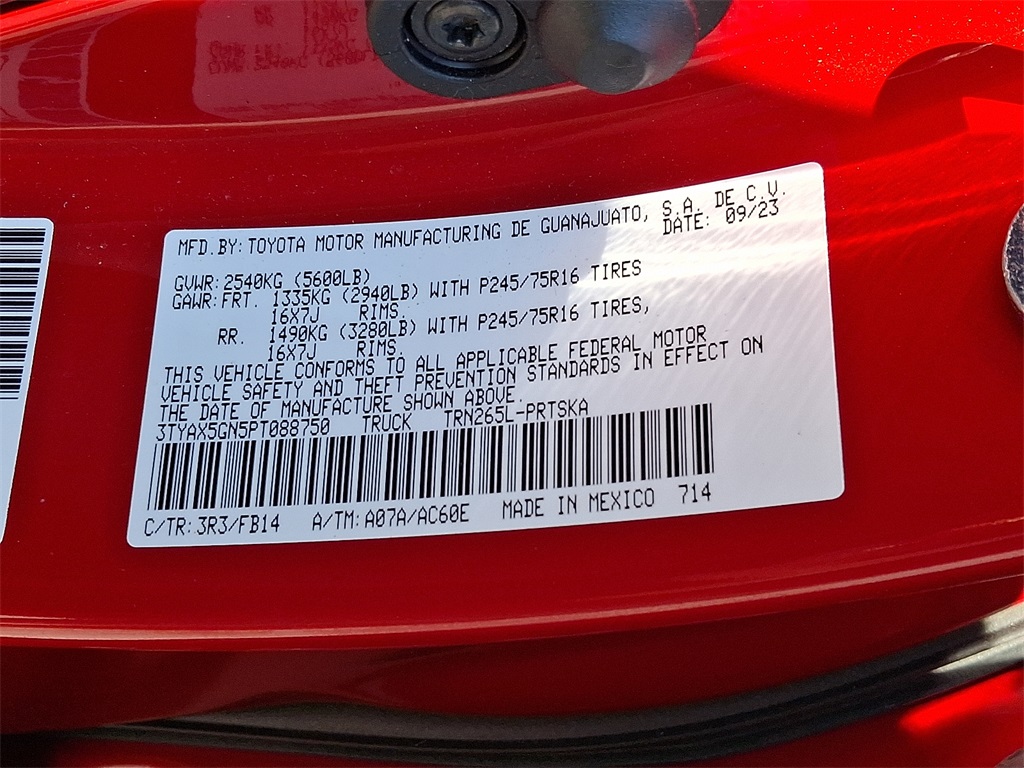 MFD. BY: TOYOTA MOTOR MANUFACTURING DE GUANAJUATO, S.A. DE C.V.
DATE: 09/23
GVWR: 2540KG (5600LB)
GAWR: FRT. 1335KG (2940LB) WITH P245/75R16 TIRES
16X7J RIMS.
RR. 1490KG (3280LB) WITH P245/75R16 TIRES,
16X7J RIMS.
THIS VEHICLE CONFORMS TO ALL APPLICABLE FEDERAL MOTOR
VEHICLE SAFETY AND THEFT PREVENTION STANDARDS IN EFFECT ON
THE DATE OF MANUFACTURE SHOWN ABOVE.
3TYAX5GN5PT088750 TRUCK TRN265L-PRTSKA
C/TR: 3R3/FB14 A/TM: A07A/AC60E MADE IN MEXICO 714